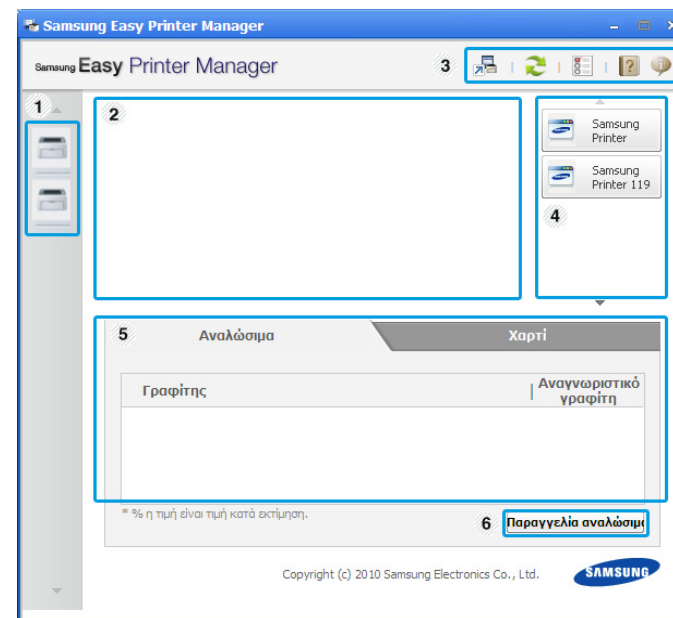 Samsung Easy Printer Manager
Samsung Easy Printer Manager
3
1
2
Samsung
Printer
Samsung
Printer 119
4
5 Αναλώσιμα Χαρτί
Γραφίτης Αναγνωριστικό
γραφίτη
* % η τιμή είναι τιμή κατά εκτίμηση.
6 Παραγγελία αναλώσιμ
Copyright (c) 2010 Samsung Electronics Co., Ltd. SAMSUNG